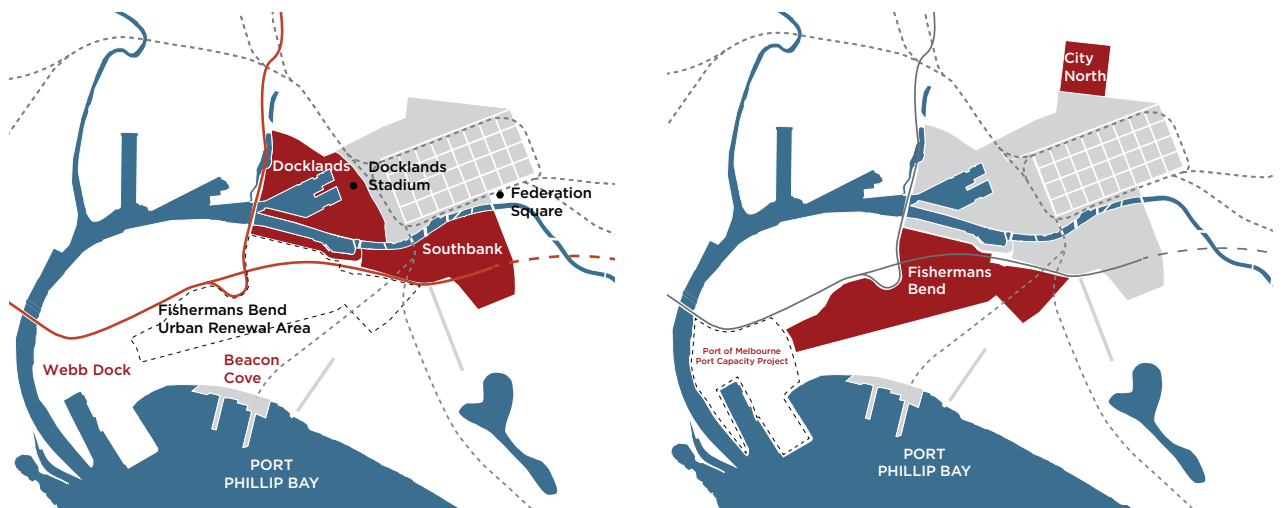 Docklands
Docklands
Stadium
Federation
Square
Southbank
Fishermans Bend
Urban Renewal Area
Webb Dock
Beacon
Cove
PORT
PHILLIP BAY
City
North
Fishermans
Bend
Port of Melbourne
Port Capacity Project
PORT
PHILLIP BAY